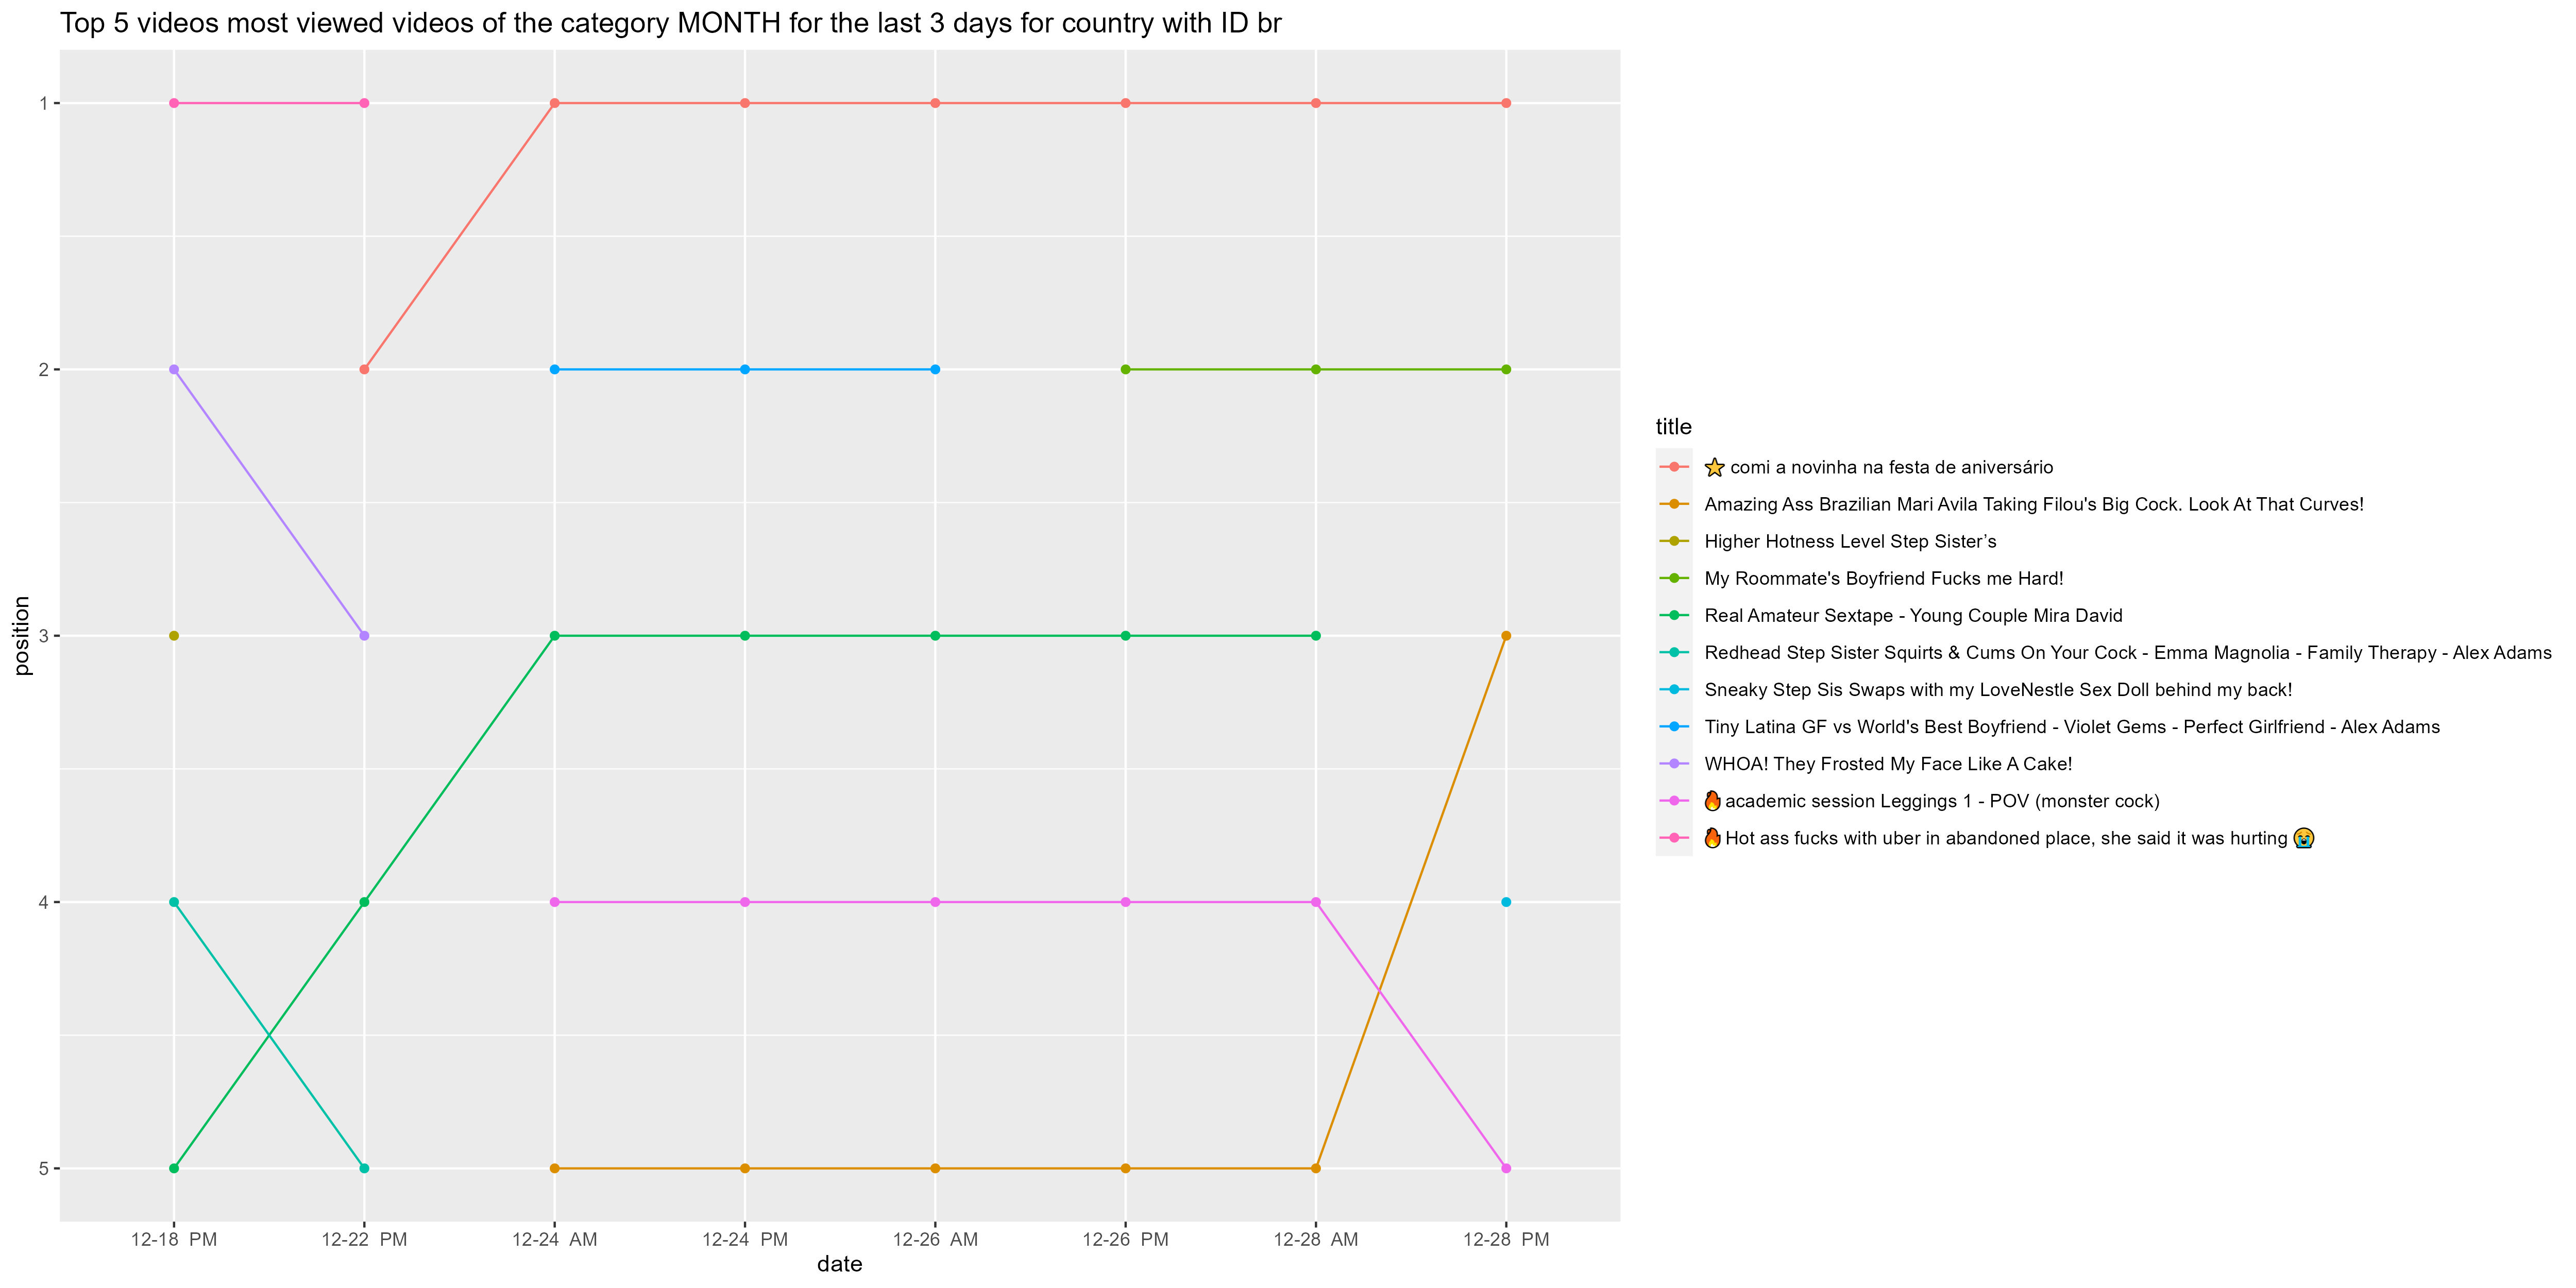 Top 5 videos most viewed videos of the category MONTH for the last 3 days for country with ID br
position
1
2
3
4
5
12-18 PM
12-22 PM
12-24 AM
12-24 PM
12-26 AM
12-26 PM
12-28 AM
12-28 PM
date
title
⭐ comi a novinha na festa de aniversário
Amazing Ass Brazilian Mari Avila Taking Filou's Big Cock. Look At That Curves!
Higher Hotness Level Step Sister’s
My Roommate's Boyfriend Fucks me Hard!
Real Amateur Sextape - Young Couple Mira David
Redhead Step Sister Squirts & Cums On Your Cock - Emma Magnolia - Family Therapy - Alex Adams
Sneaky Step Sis Swaps with my LoveNestle Sex Doll behind my back!
Tiny Latina GF vs World's Best Boyfriend - Violet Gems - Perfect Girlfriend - Alex Adams
WHOA! They Frosted My Face Like A Cake!
🔥academic session Leggings 1 - POV (monster cock)
🔥Hot ass fucks with uber in abandoned place, she said it was hurting 😭